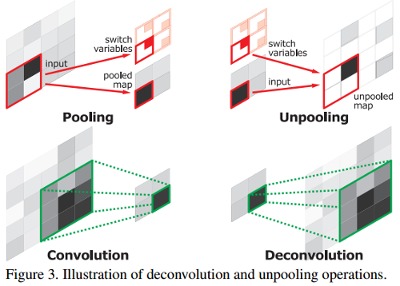 switch
variables
input
pooled
map
Pooling
switch
variables
input
unpooled
map
Unpooling
Convolution
Deconvolution
Figure 3. Illustration of deconvolution and unpooling operations.